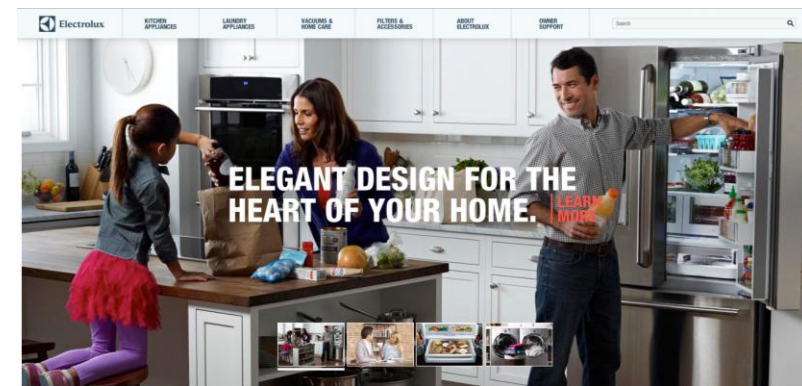 Electrolux
KITCHEN
APPLIANCES
LAUNDRY
APPLIANCES
VACUUMS &
HOME CARE
FILTERS &
ACCESSORIES
ABOUT
ELECTROLUX
OWNER
SUPPORT
Search
ELEGANT DESIGN FOR THE
HEART OF YOUR HOME.
LEARN
MORE